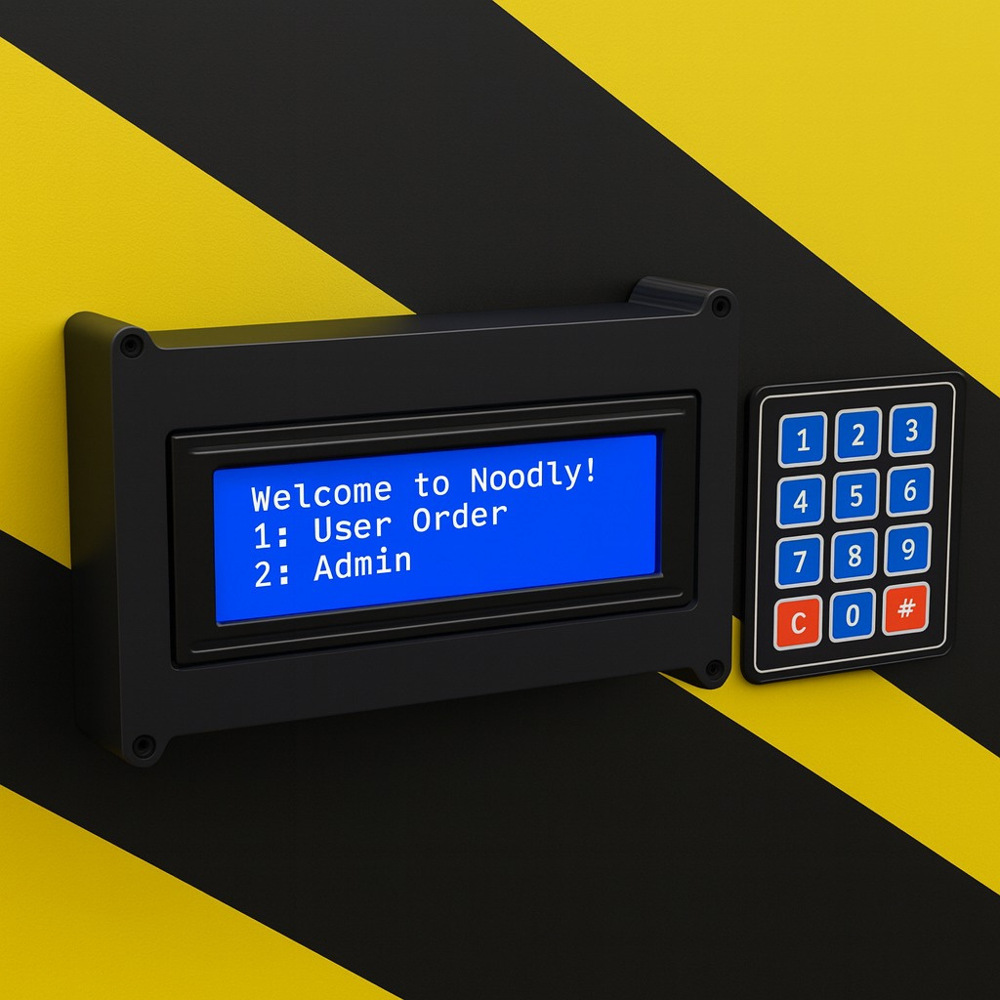 Welcome to Noodly!
1: User Order
2: Admin
1 2 3
4 5 6
7 8 9
C 0 #